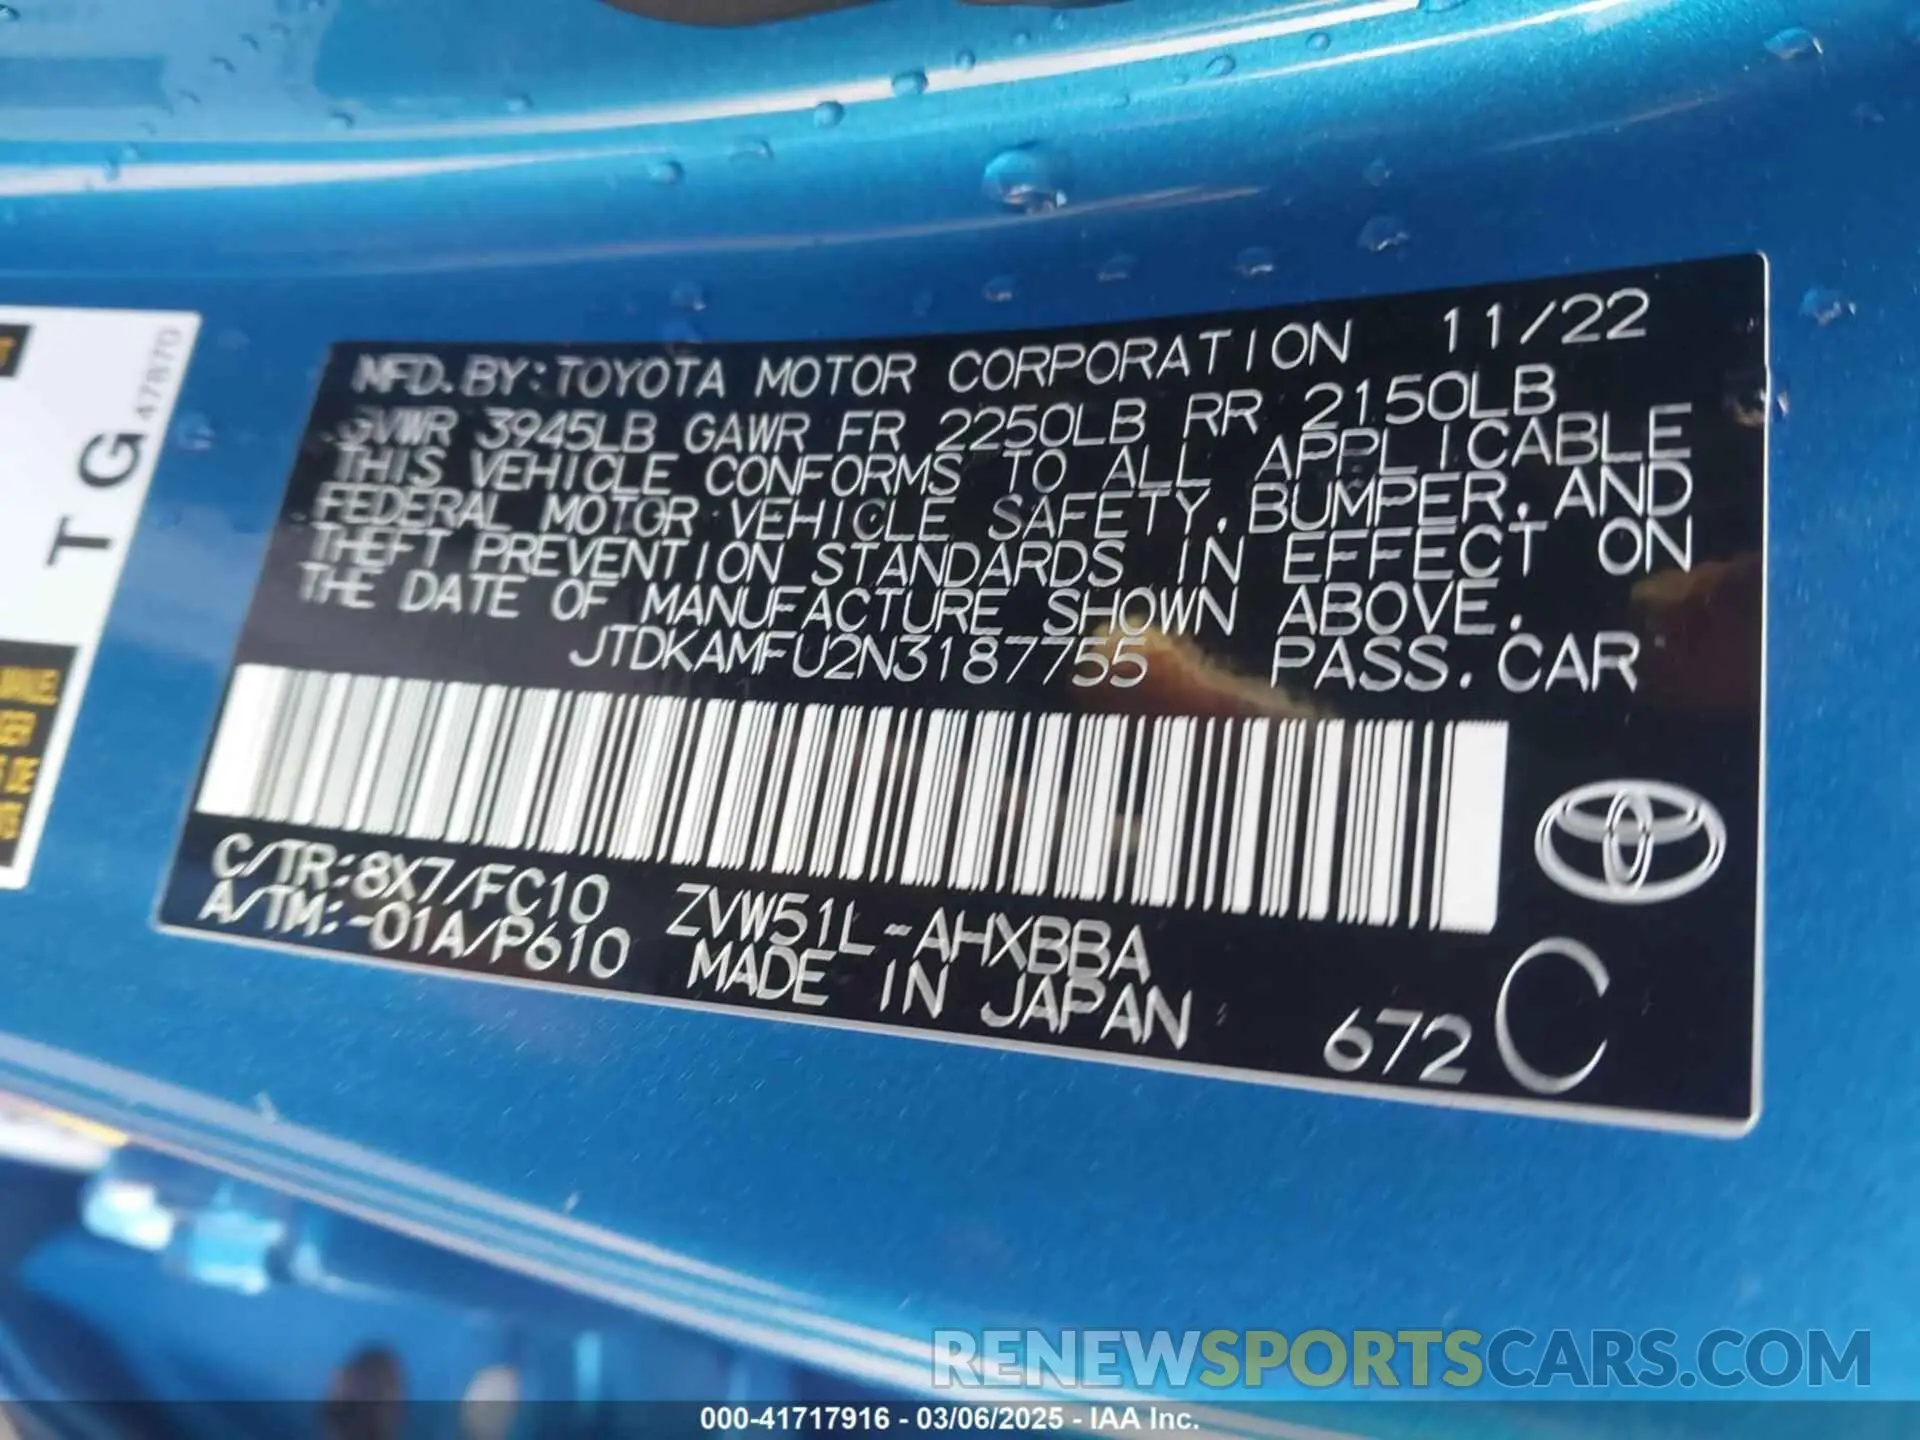 MFD. BY: TOYOTA MOTOR CORPORATION 11/22
GVWR 3945LB GAWR FR 2250LB RR 2150LB
THIS VEHICLE CONFORMS TO ALL APPLICABLE
FEDERAL MOTOR VEHICLE SAFETY, BUMPER, AND
THEFT PREVENTION STANDARDS IN EFFECT ON
THE DATE OF MANUFACTURE SHOWN ABOVE.
JTDKAMFU2N3187755 PASS. CAR
C/TR: 8X7/FC10 ZVW51L-AHXBBA
A/TM: -01A/P610 MADE IN JAPAN
672 C
T G 47870
RENEWSPORTSCARS.COM
000-41717916 - 03/06/2025 - IAA Inc.